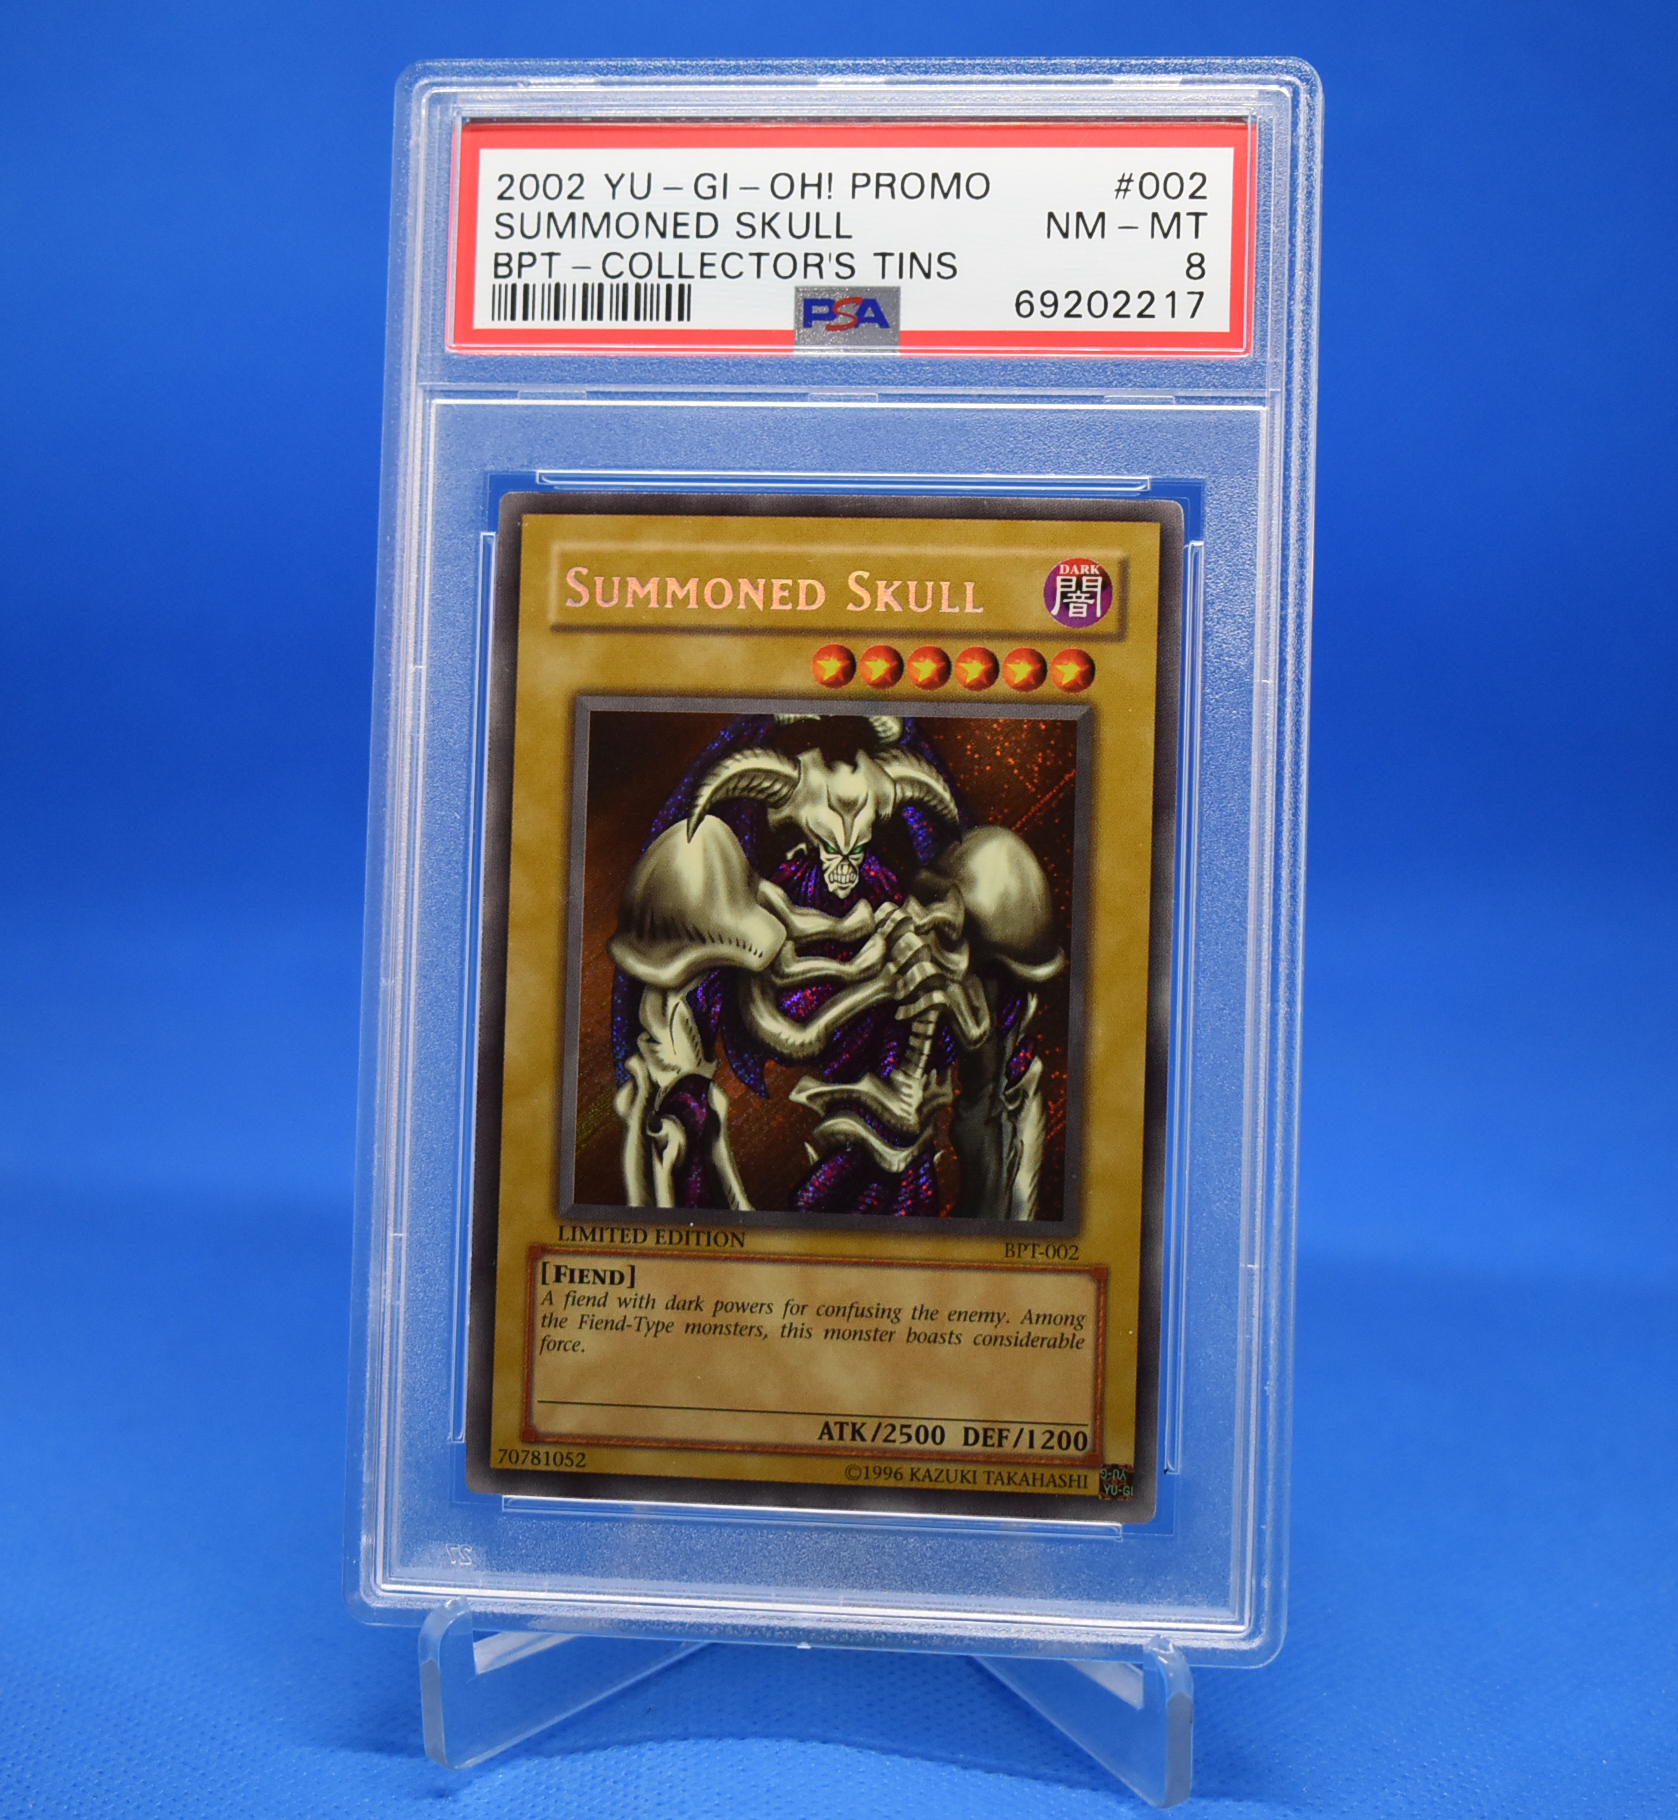 2002 YU-GI-OH! PROMO #002
SUMMONED SKULL NM-MT
BPT-COLLECTOR'S TINS 8
PSA 69202217
SUMMONED SKULL
DARK
闇
LIMITED EDITION
BPT-002
[FIEND]
A fiend with dark powers for confusing the enemy. Among
the Fiend-Type monsters, this monster boasts considerable
force.
ATK/2500 DEF/1200
70781052
©1996 KAZUKI TAKAHASHI
YU-GI